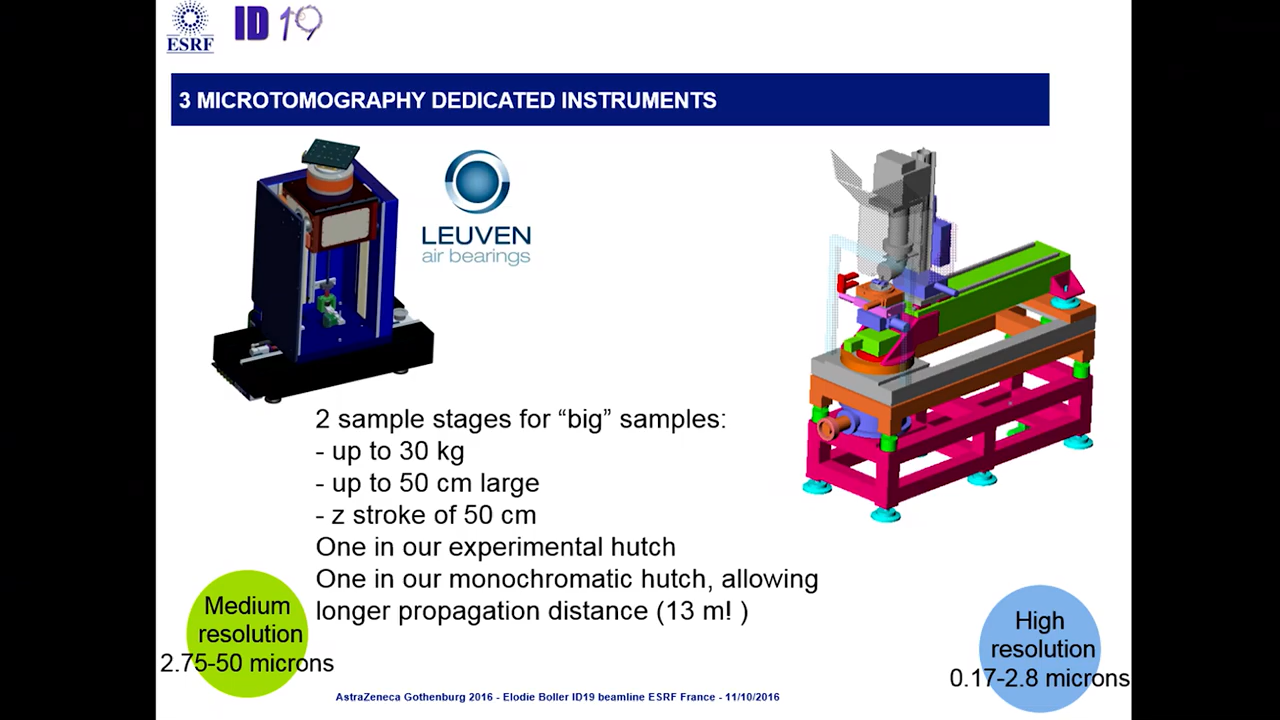 ESRF
ID 19
3 MICROTOMOGRAPHY DEDICATED INSTRUMENTS
LEUVEN
air bearings
2 sample stages for “big” samples:
- up to 30 kg
- up to 50 cm large
- z stroke of 50 cm
One in our experimental hutch
One in our monochromatic hutch, allowing
longer propagation distance (13 m! )
Medium
resolution
2.75-50 microns
High
resolution
0.17-2.8 microns
AstraZeneca Gothenburg 2016 - Elodie Boller ID19 beamline ESRF France - 11/10/2016